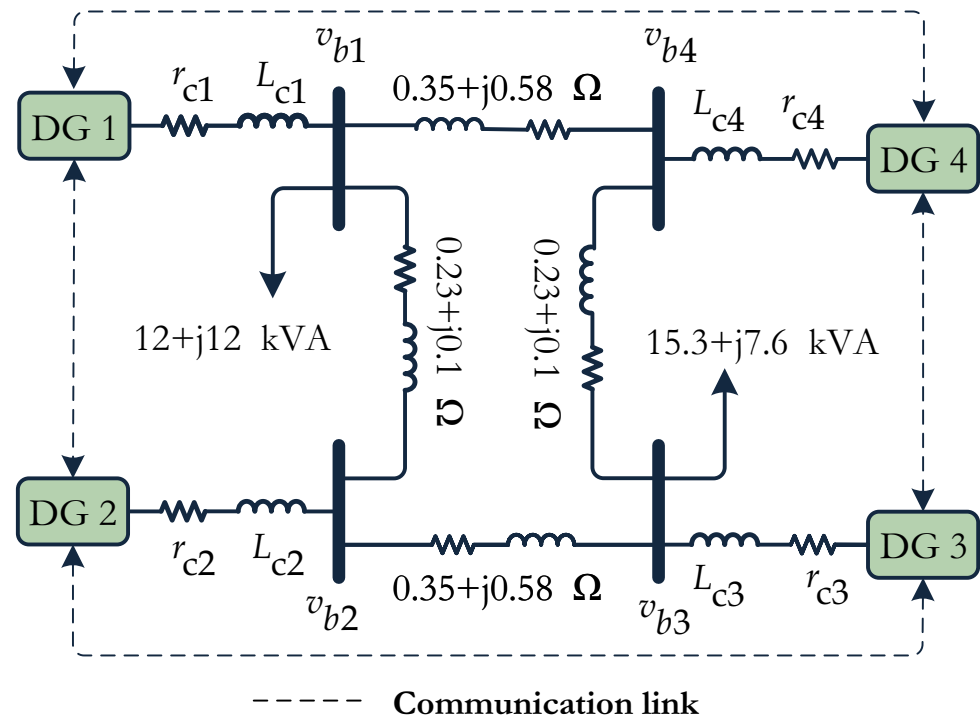 v_b1
v_b4
r_c1
L_c1
0.35+j0.58 Ω
L_c4
r_c4
DG 1
DG 4
0.23+j0.1 Ω
0.23+j0.1 Ω
12+j12 kVA
15.3+j7.6 kVA
DG 2
DG 3
r_c2
L_c2
v_b2
0.35+j0.58 Ω
v_b3
L_c3
r_c3
Communication link